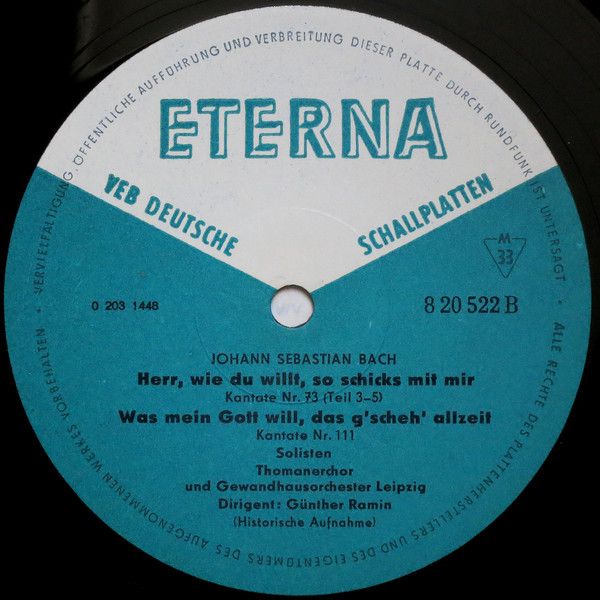 ETERNA
VEB DEUTSCHE SCHALLPLATTEN
M
33
0 203 1448
8 20 522 B
JOHANN SEBASTIAN BACH
Herr, wie du willt, so schicks mit mir
Kantate Nr. 73 (Teil 3–5)
Was mein Gott will, das g'scheh' allzeit
Kantate Nr. 111
Solisten
Thomanerchor
und Gewandhausorchester Leipzig
Dirigent: Günther Ramin
(Historische Aufnahme)
ALLE RECHTE DES PLATTENHERSTELLERS UND DES EIGENTÜMERS DES AUFGENOMMENEN WERKES VORBEHALTEN • VERVIELFÄLTIGUNG, ÖFFENTLICHE AUFFÜHRUNG UND VERBREITUNG DIESER PLATTE DURCH RUNDFUNK IST UNTERSAGT •